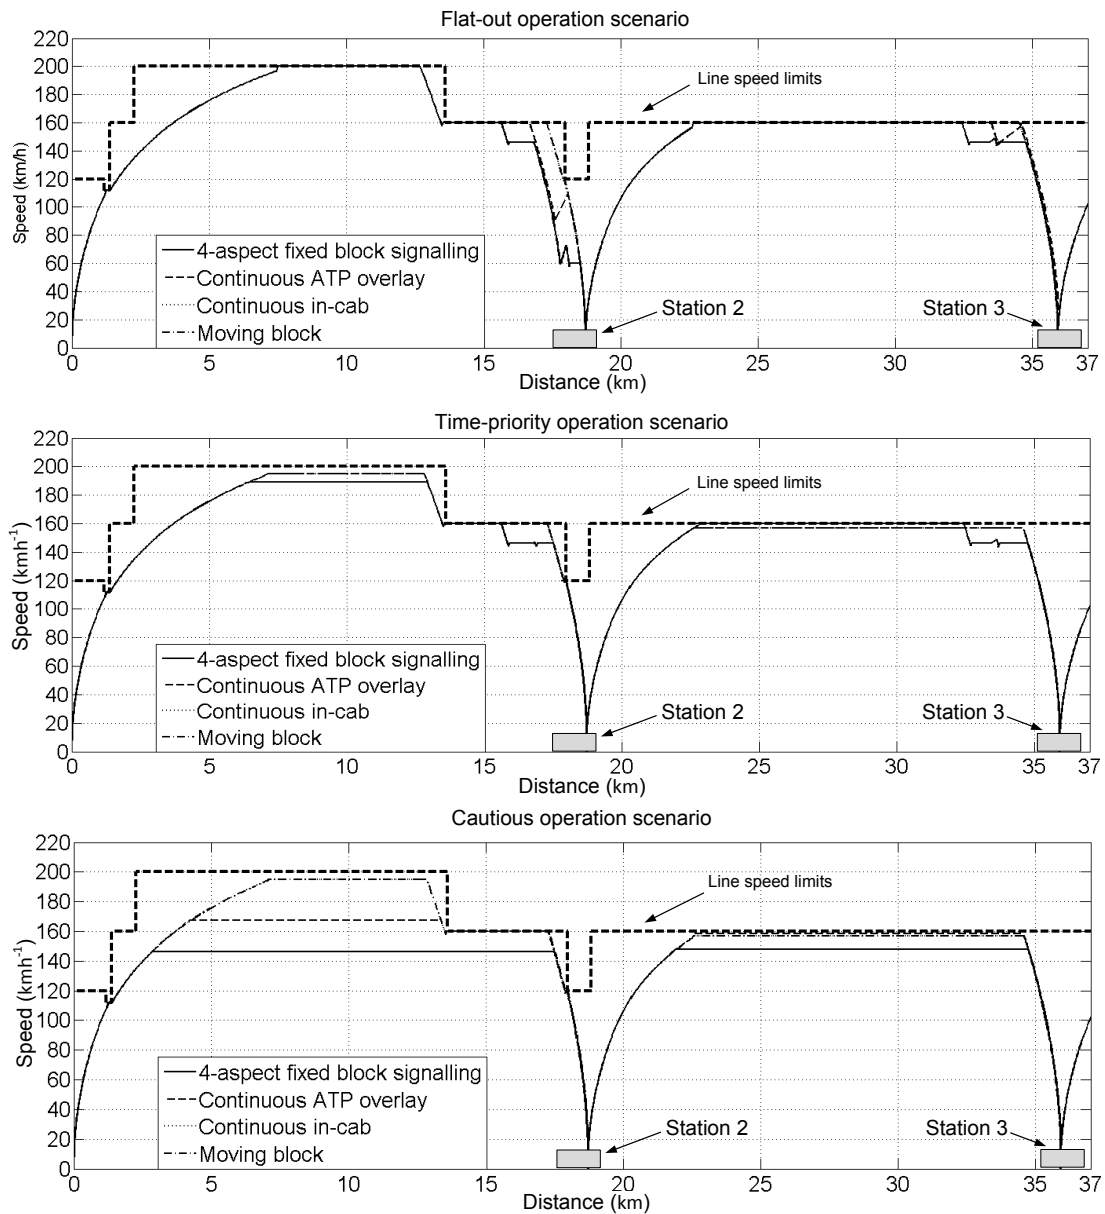 Flat-out operation scenario
220
200
180
160
140
120
100
80
60
40
20
0
Speed (km/h)
Line speed limits
4-aspect fixed block signalling
Continuous ATP overlay
Continuous in-cab
Moving block
Station 2
Station 3
0 5 10 15 20 25 30 35 37
Distance (km)
Time-priority operation scenario
220
200
180
160
140
120
100
80
60
40
20
0
Speed (kmh-1)
Line speed limits
4-aspect fixed block signalling
Continuous ATP overlay
Continuous in-cab
Moving block
Station 2
Station 3
0 5 10 15 20 25 30 35 37
Distance (km)
Cautious operation scenario
220
200
180
160
140
120
100
80
60
40
20
0
Speed (kmh-1)
Line speed limits
4-aspect fixed block signalling
Continuous ATP overlay
Continuous in-cab
Moving block
Station 2
Station 3
0 5 10 15 20 25 30 35 37
Distance (km)